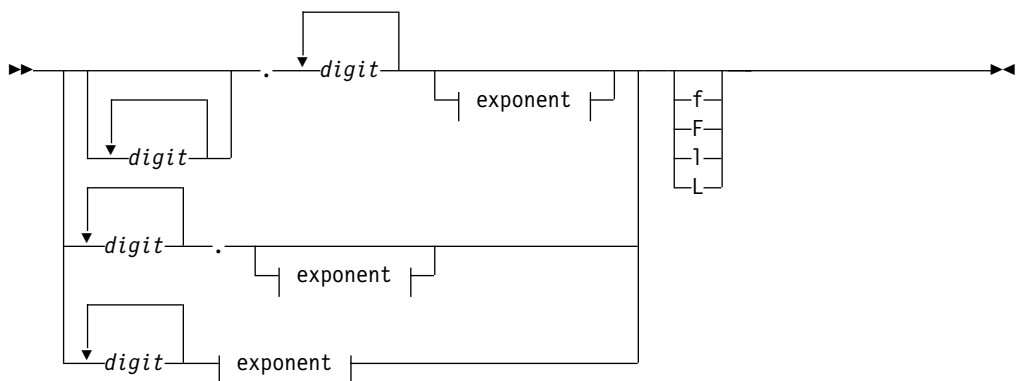 . digit
exponent f
F
digit l
L
digit .
exponent
digit exponent